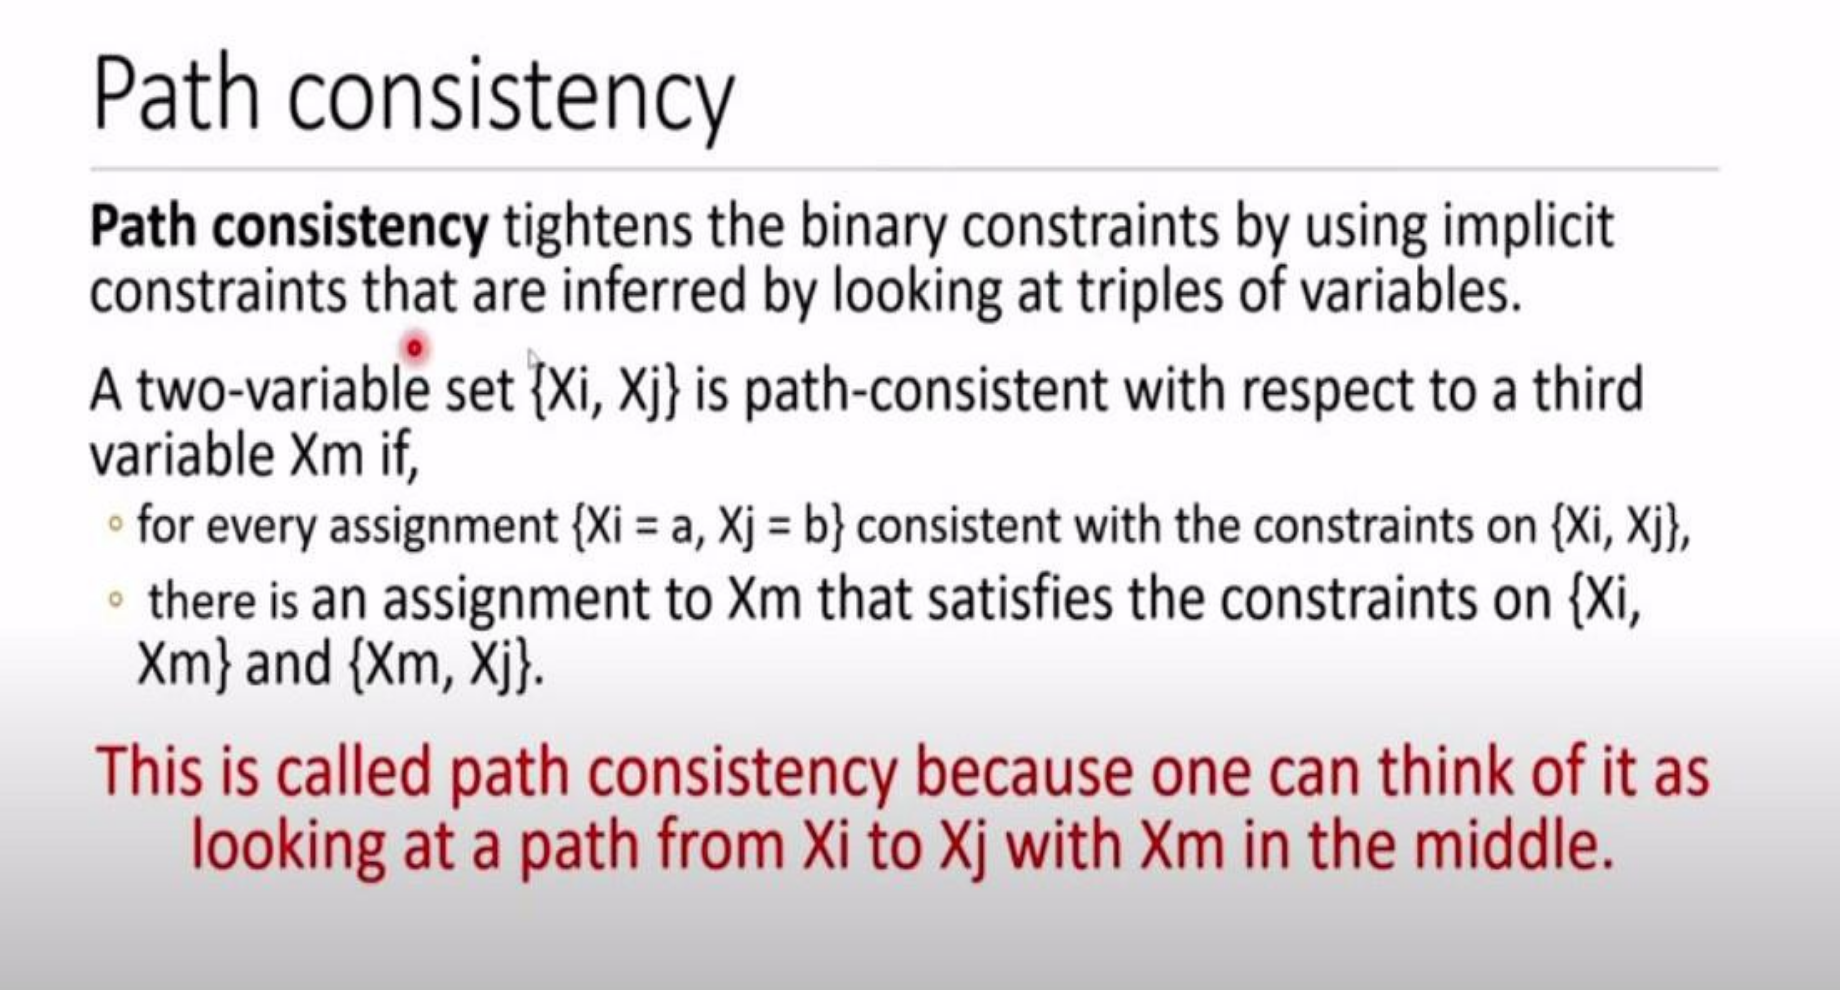 Path consistency
Path consistency tightens the binary constraints by using implicit
constraints that are inferred by looking at triples of variables.
A two-variable set {Xi, Xj} is path-consistent with respect to a third
variable Xm if,
◦ for every assignment {Xi = a, Xj = b} consistent with the constraints on {Xi, Xj},
◦ there is an assignment to Xm that satisfies the constraints on {Xi,
Xm} and {Xm, Xj}.
This is called path consistency because one can think of it as
looking at a path from Xi to Xj with Xm in the middle.